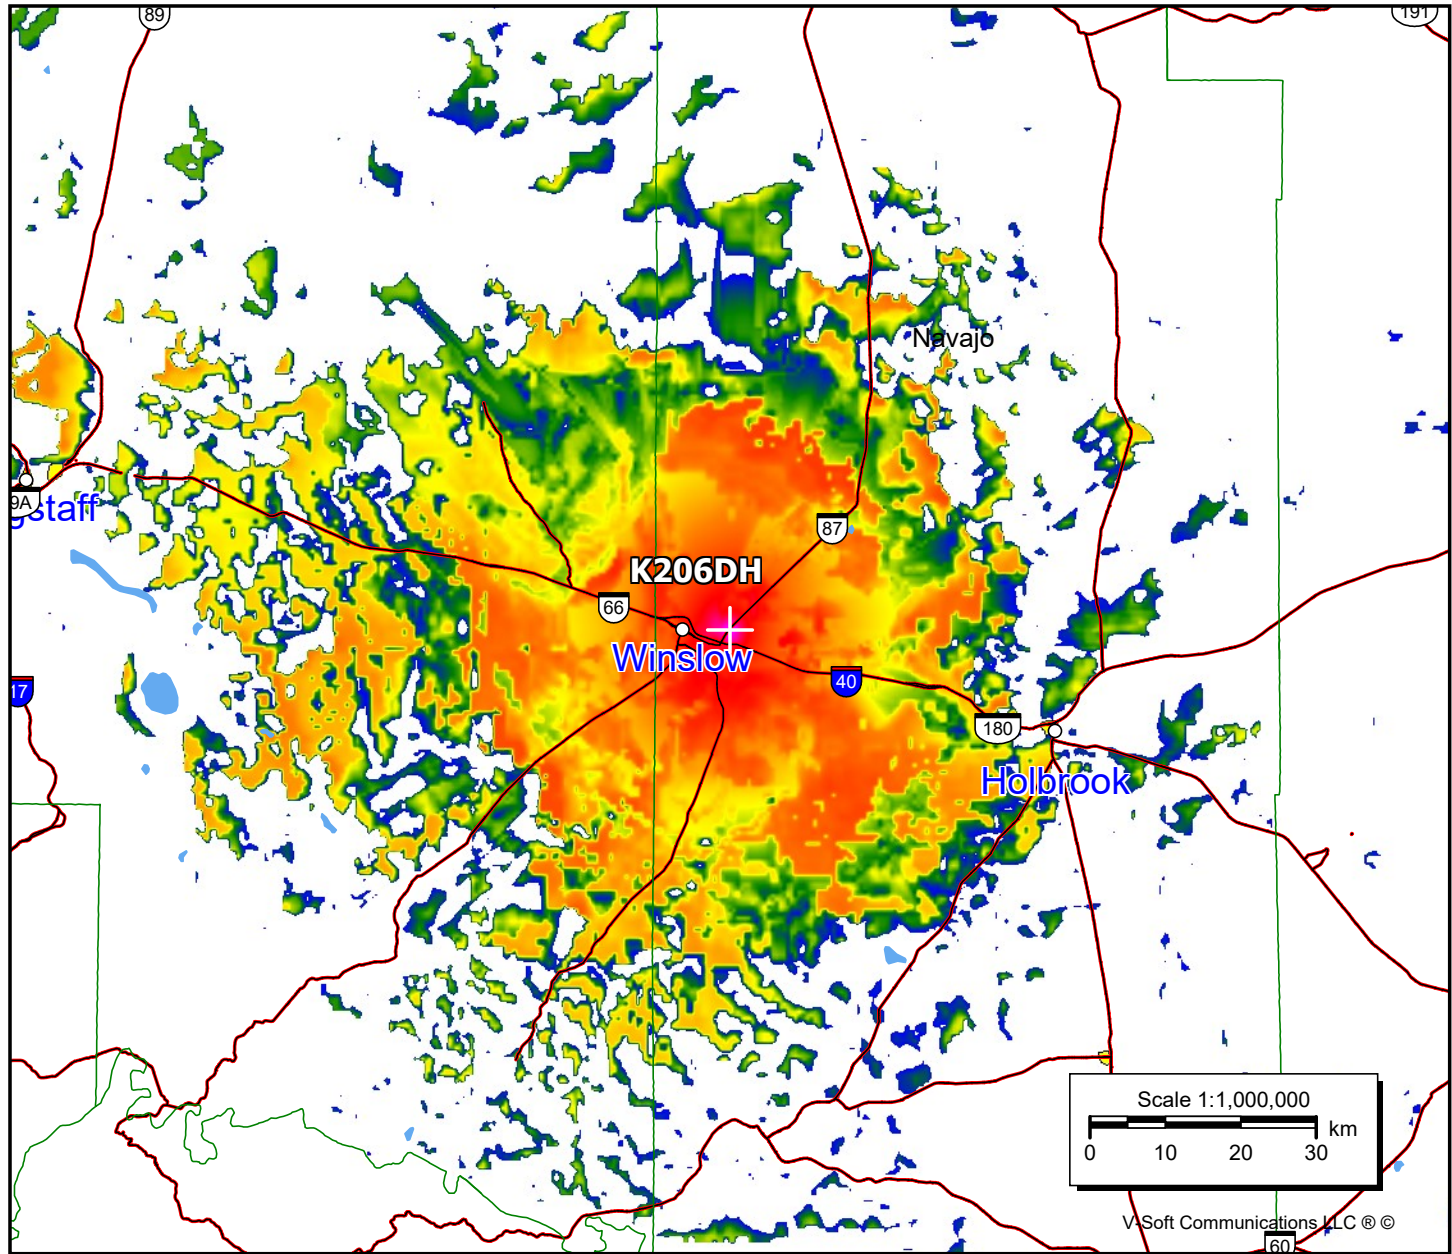 89
191
Navajo
9A
gstaff
87
K206DH
66
Winslow
17
40
180
Holbrook
Scale 1:1,000,000
km
0 10 20 30
V-Soft Communications LLC ® ©
60